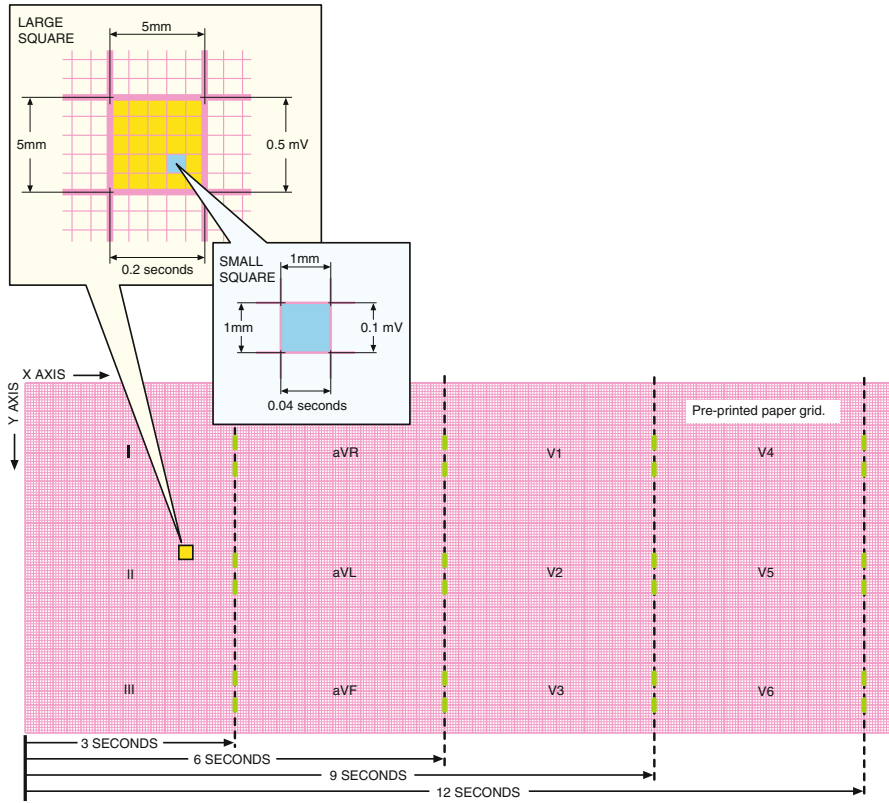 LARGE
SQUARE
5mm
5mm
0.5 mV
0.2 seconds
SMALL
SQUARE
1mm
1mm
0.1 mV
0.04 seconds
X AXIS
Y AXIS
Pre-printed paper grid.
I
aVR
V1
V4
II
aVL
V2
V5
III
aVF
V3
V6
3 SECONDS
6 SECONDS
9 SECONDS
12 SECONDS